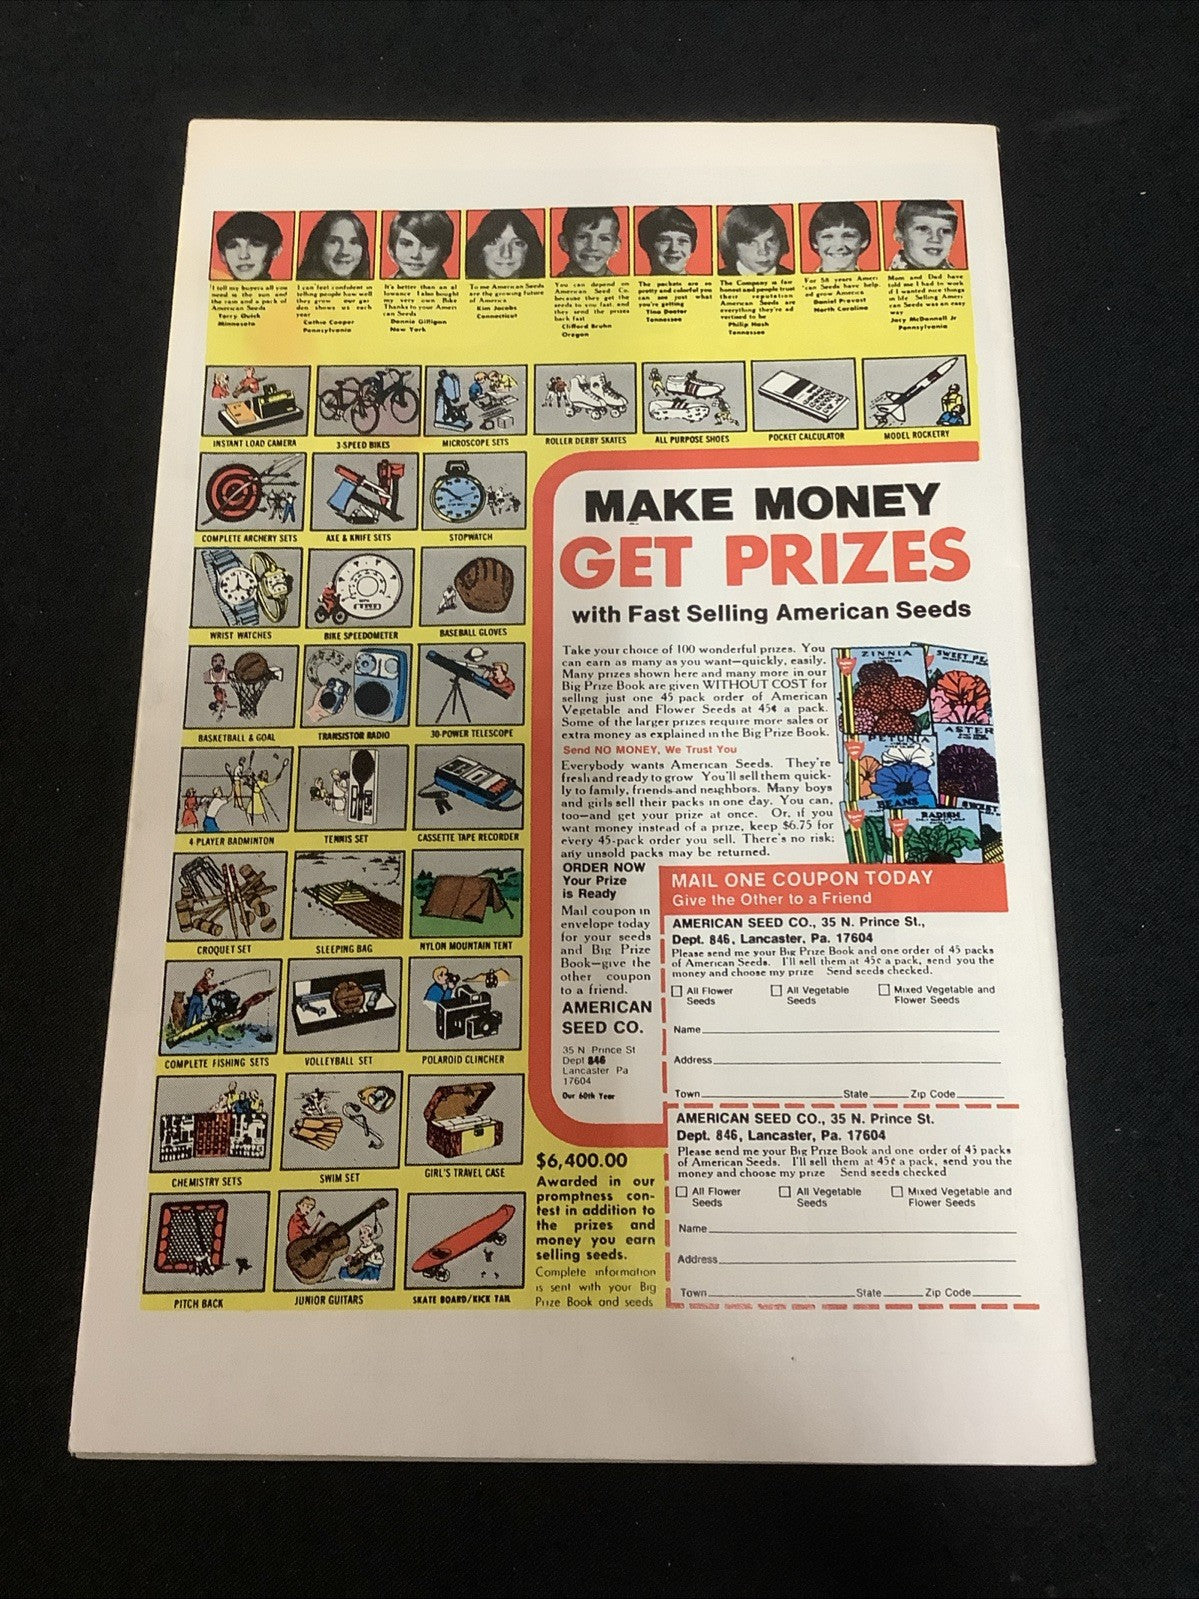 "I tell my buyers all you
need is the sun and
the rain and a pack of
American Seeds
Terry Quick
Minnesota
I can feel confident in
telling people how well
they grow our gar
den shows us each
year
Cathie Cooper
Pennsylvania
It's better than an al
lowance I also bought
my very own Bike
Thanks to your Ameri
can Seeds
Donnie Gilligan
New York
To me American Seeds
are the growing future
of America
Kim Jacobs
Connecticut
You can depend on
American Seed Co.
because they get the
seeds to you fast, and
they send the prizes
back fast
Clifford Bruhn
Oregon
The packets are so
pretty and colorful you
can see just what
you're getting
Tina Deator
Tennessee
The Company is fair
honest and people trust
their reputation
American Seeds are
everything they're ad
vertised to be
Philip Nash
Tennessee
For 58 years Ameri
can Seeds have help
ed grow America
Daniel Provost
North Carolina
Mom and Dad have
told me I had to work
if I wanted nice things
in life Selling Ameri
can Seeds was an easy
way
Jacy McDonnell Jr
Pennsylvania
INSTANT LOAD CAMERA
3-SPEED BIKES
MICROSCOPE SETS
ROLLER DERBY SKATES
ALL PURPOSE SHOES
POCKET CALCULATOR
MODEL ROCKETRY
COMPLETE ARCHERY SETS
AXE & KNIFE SETS
STOPWATCH
WRIST WATCHES
BIKE SPEEDOMETER
BASEBALL GLOVES
BASKETBALL & GOAL
TRANSISTOR RADIO
30-POWER TELESCOPE
4 PLAYER BADMINTON
TENNIS SET
CASSETTE TAPE RECORDER
CROQUET SET
SLEEPING BAG
NYLON MOUNTAIN TENT
COMPLETE FISHING SETS
VOLLEYBALL SET
POLAROID CLINCHER
CHEMISTRY SETS
SWIM SET
GIRL'S TRAVEL CASE
PITCH BACK
JUNIOR GUITARS
SKATE BOARD/KICK TAIL
MAKE MONEY
GET PRIZES
with Fast Selling American Seeds
Take your choice of 100 wonderful prizes. You
can earn as many as you want—quickly, easily.
Many prizes shown here and many more in our
Big Prize Book are given WITHOUT COST for
selling just one 45 pack order of American
Vegetable and Flower Seeds at 45¢ a pack.
Some of the larger prizes require more sales or
extra money as explained in the Big Prize Book.
Send NO MONEY, We Trust You
Everybody wants American Seeds. They're
fresh and ready to grow You'll sell them quick-
ly to family, friends and neighbors. Many boys
and girls sell their packs in one day. You can,
too—and get your prize at once. Or, if you
want money instead of a prize, keep $6.75 for
every 45-pack order you sell. There's no risk;
any unsold packs may be returned.
ZINNIA
SWEET PE
ASTER
PETUNIA
BEANS
SWEET
RADISH
ORDER NOW
Your Prize
is Ready
Mail coupon in
envelope today
for your seeds
and Big Prize
Book—give the
other coupon
to a friend.
AMERICAN
SEED CO.
35 N Prince St
Dept 846
Lancaster Pa
17604
Our 60th Year
MAIL ONE COUPON TODAY
Give the Other to a Friend
AMERICAN SEED CO., 35 N. Prince St.,
Dept. 846, Lancaster, Pa. 17604
Please send me your Big Prize Book and one order of 45 packs
of American Seeds. I'll sell them at 45¢ a pack, send you the
money and choose my prize Send seeds checked.
All Flower
Seeds
All Vegetable
Seeds
Mixed Vegetable and
Flower Seeds
Name
Address
Town State Zip Code
AMERICAN SEED CO., 35 N. Prince St.
Dept. 846, Lancaster, Pa. 17604
Please send me your Big Prize Book and one order of 45 packs
of American Seeds. I'll sell them at 45¢ a pack, send you the
money and choose my prize Send seeds checked
All Flower
Seeds
All Vegetable
Seeds
Mixed Vegetable and
Flower Seeds
Name
Address
Town State Zip Code
$6,400.00
Awarded in our
promptness con-
test in addition to
the prizes and
money you earn
selling seeds.
Complete information
is sent with your Big
Prize Book and seeds